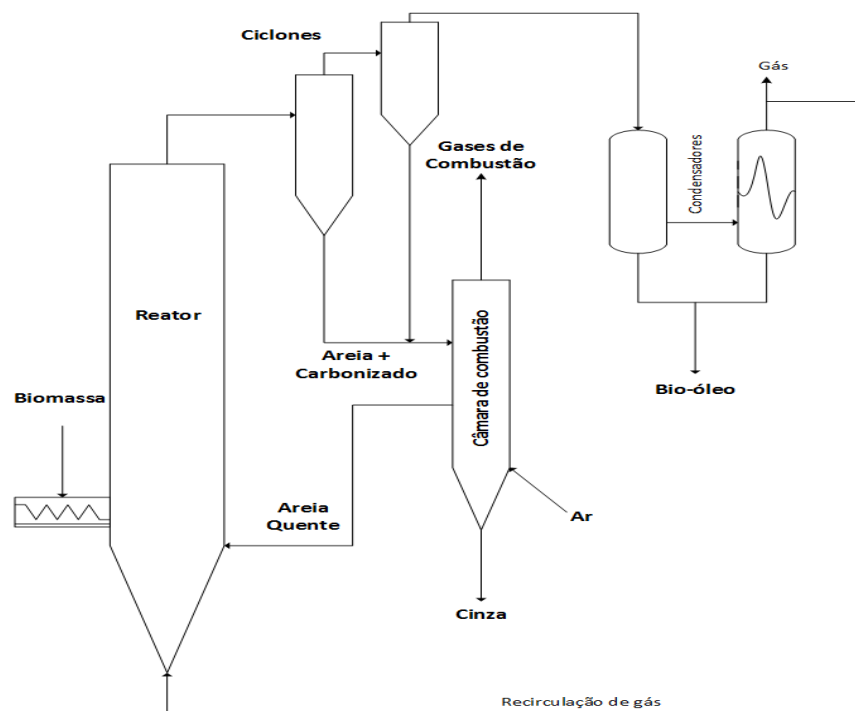 Ciclones
Gás
Gases de
Combustão
Condensadores
Reator
Câmara de combustão
Areia +
Carbonizado
Biomassa
Bio-óleo
Areia
Quente
Ar
Cinza
Recirculação de gás